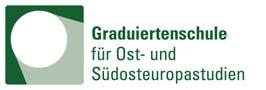 Graduiertenschule
für Ost- und
Südosteuropastudien